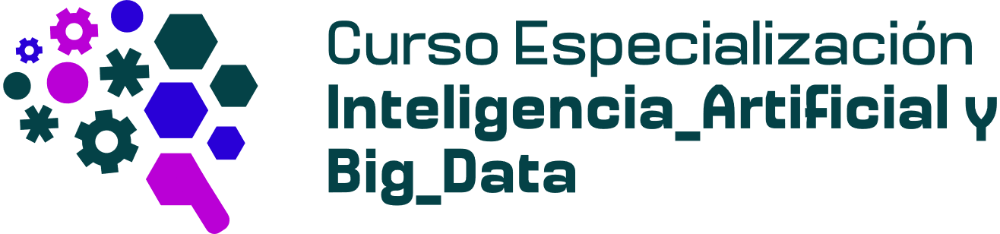 Curso Especialización
Inteligencia_Artificial y
Big_Data